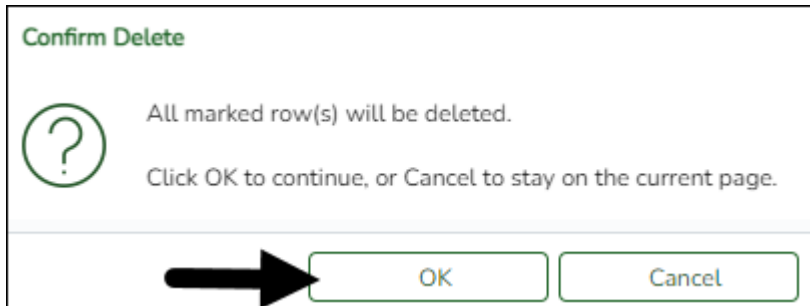 Confirm Delete
All marked row(s) will be deleted.
Click OK to continue, or Cancel to stay on the current page.
OK
Cancel